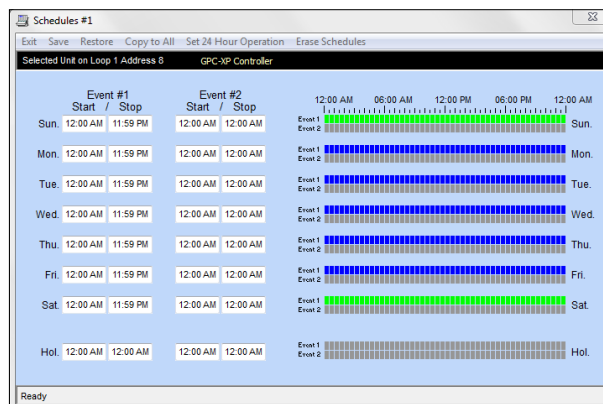 Schedules #1
Exit Save Restore Copy to All Set 24 Hour Operation Erase Schedules
Selected Unit on Loop 1 Address 8 GPC-XP Controller
Event #1 Event #2
Start / Stop Start / Stop 12:00 AM 06:00 AM 12:00 PM 06:00 PM 12:00 AM
Sun. 12:00 AM 11:59 PM 12:00 AM 12:00 AM Event 1 Sun.
Event 2
Mon. 12:00 AM 11:59 PM 12:00 AM 12:00 AM Event 1 Mon.
Event 2
Tue. 12:00 AM 11:59 PM 12:00 AM 12:00 AM Event 1 Tue.
Event 2
Wed. 12:00 AM 11:59 PM 12:00 AM 12:00 AM Event 1 Wed.
Event 2
Thu. 12:00 AM 11:59 PM 12:00 AM 12:00 AM Event 1 Thu.
Event 2
Fri. 12:00 AM 11:59 PM 12:00 AM 12:00 AM Event 1 Fri.
Event 2
Sat. 12:00 AM 11:59 PM 12:00 AM 12:00 AM Event 1 Sat.
Event 2
Hol. 12:00 AM 12:00 AM 12:00 AM 12:00 AM Event 1 Hol.
Event 2
Ready